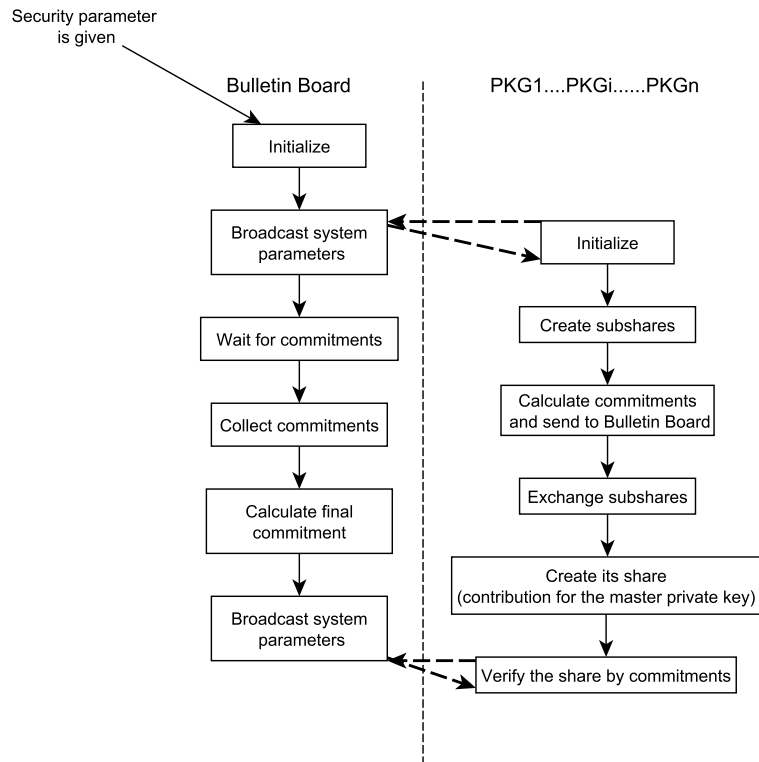 Security parameter
is given
Bulletin Board
Initialize
Broadcast system
parameters
Wait for commitments
Collect commitments
Calculate final
commitment
Broadcast system
parameters
PKG1....PKGi......PKGn
Initialize
Create subshares
Calculate commitments
and send to Bulletin Board
Exchange subshares
Create its share
(contribution for the master private key)
Verify the share by commitments